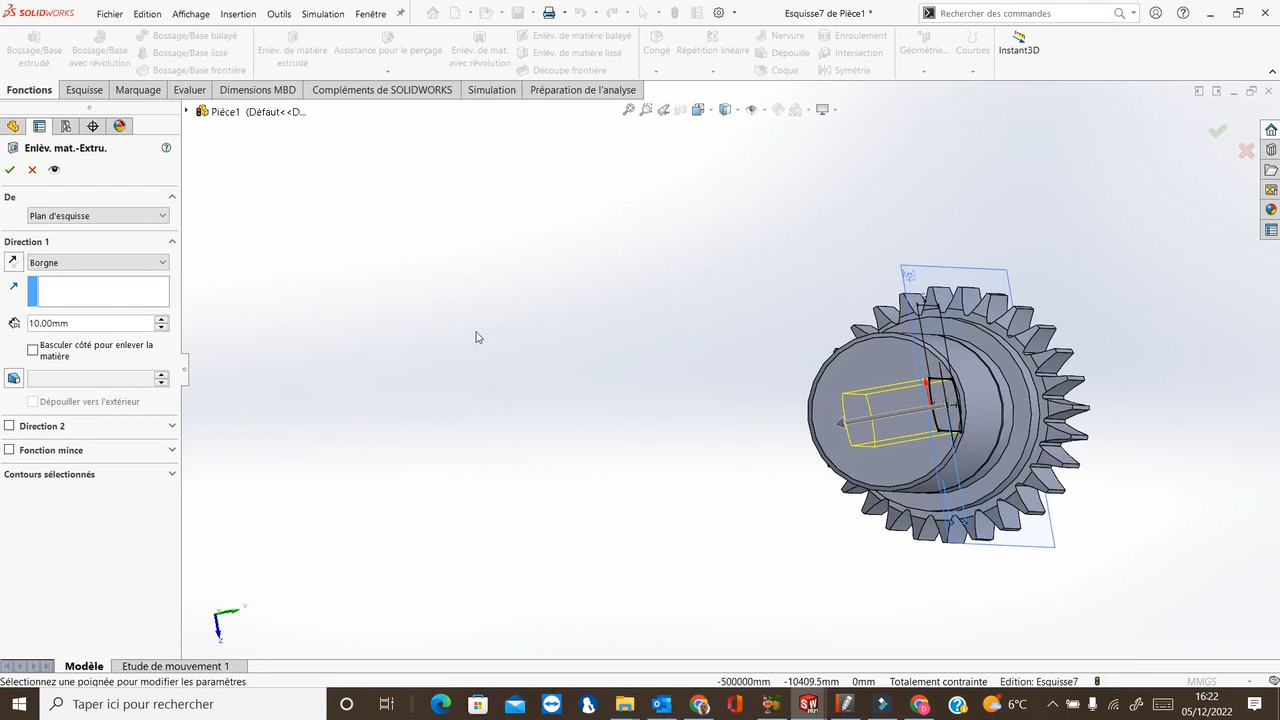 SOLIDWORKS Fichier Edition Affichage Insertion Outils Simulation Fenêtre Esquisse7 de Pièce1 * Rechercher des commandes
Bossage/Base extrudé
Bossage/Base avec révolution
Bossage/Base balayé
Bossage/Base lissé
Bossage/Base frontière
Enlèv. de matière extrudé
Assistance pour le perçage
Enlèv. de mat. avec révolution
Enlèv. de matière balayé
Enlèv. de matière lissé
Découpe frontière
Congé
Répétition linéaire
Nervure
Dépouille
Coque
Enroulement
Intersection
Symétrie
Géométrie...
Courbes
Instant3D
Fonctions Esquisse Marquage Evaluer Dimensions MBD Compléments de SOLIDWORKS Simulation Préparation de l'analyse
Pièce1 (Défaut<<D...
Enlèv. mat.-Extru.
De
Plan d'esquisse
Direction 1
Borgne
10.00mm
Basculer côté pour enlever la
matière
Dépouiller vers l'extérieur
Direction 2
Fonction mince
Contours sélectionnés
Y
Z
Modèle Etude de mouvement 1
Sélectionnez une poignée pour modifier les paramètres -500000mm -10409.5mm 0mm Totalement contrainte Edition: Esquisse7 MMGS
Taper ici pour rechercher 6°C 16:22
05/12/2022